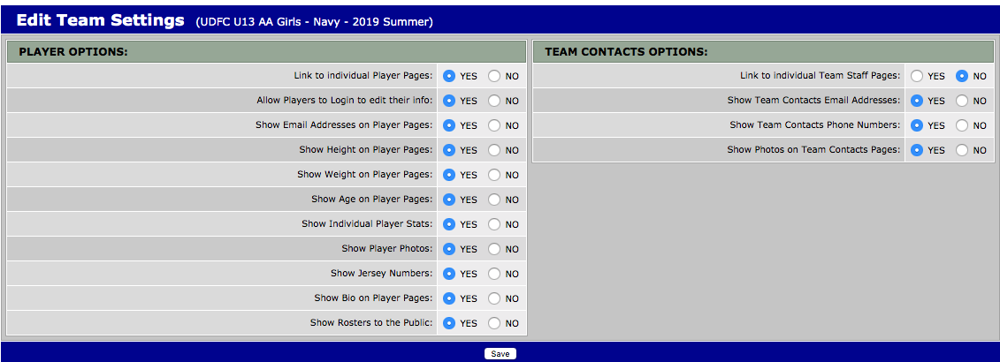 Edit Team Settings (UDFC U13 AA Girls - Navy - 2019 Summer)
PLAYER OPTIONS:
Link to individual Player Pages: YES NO
Allow Players to Login to edit their info: YES NO
Show Email Addresses on Player Pages: YES NO
Show Height on Player Pages: YES NO
Show Weight on Player Pages: YES NO
Show Age on Player Pages: YES NO
Show Individual Player Stats: YES NO
Show Player Photos: YES NO
Show Jersey Numbers: YES NO
Show Bio on Player Pages: YES NO
Show Rosters to the Public: YES NO
TEAM CONTACTS OPTIONS:
Link to individual Team Staff Pages: YES NO
Show Team Contacts Email Addresses: YES NO
Show Team Contacts Phone Numbers: YES NO
Show Photos on Team Contacts Pages: YES NO
Save